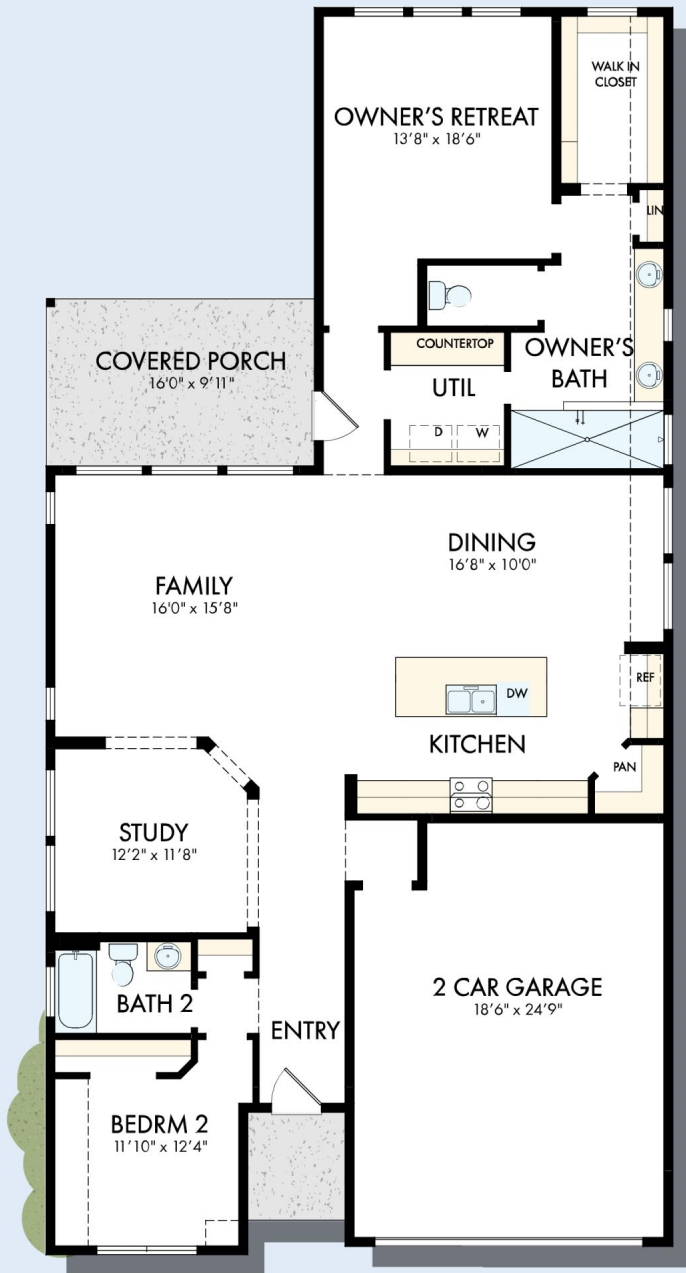 WALK IN
CLOSET
OWNER'S RETREAT
13'8" x 18'6"
LIN
COUNTERTOP
OWNER'S
BATH
COVERED PORCH
16'0" x 9'11"
UTIL
D
W
DINING
16'8" x 10'0"
FAMILY
16'0" x 15'8"
REF
DW
KITCHEN
PAN
STUDY
12'2" x 11'8"
2 CAR GARAGE
18'6" x 24'9"
BATH 2
ENTRY
BEDRM 2
11'10" x 12'4"